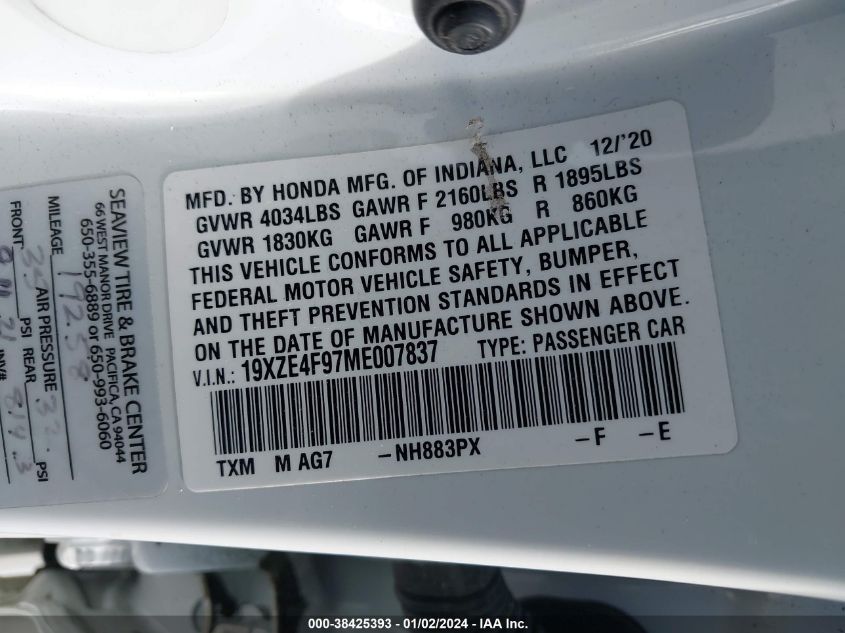 MFD. BY HONDA MFG. OF INDIANA, LLC 12/'20
GVWR 4034LBS GAWR F 2160LBS R 1895LBS
GVWR 1830KG GAWR F 980KG R 860KG
THIS VEHICLE CONFORMS TO ALL APPLICABLE
FEDERAL MOTOR VEHICLE SAFETY, BUMPER,
AND THEFT PREVENTION STANDARDS IN EFFECT
ON THE DATE OF MANUFACTURE SHOWN ABOVE.
V.I.N.: 19XZE4F97ME007837 TYPE: PASSENGER CAR
TXM M AG7 -NH883PX -F -E
SEAVIEW TIRE & BRAKE CENTER
66 WEST MANOR DRIVE PACIFICA, CA 94044
650-355-6889 or 650-993-6060
MILEAGE
AIR PRESSURE
FRONT PSI REAR 32 PSI
INV#
000-38425393 - 01/02/2024 - IAA Inc.